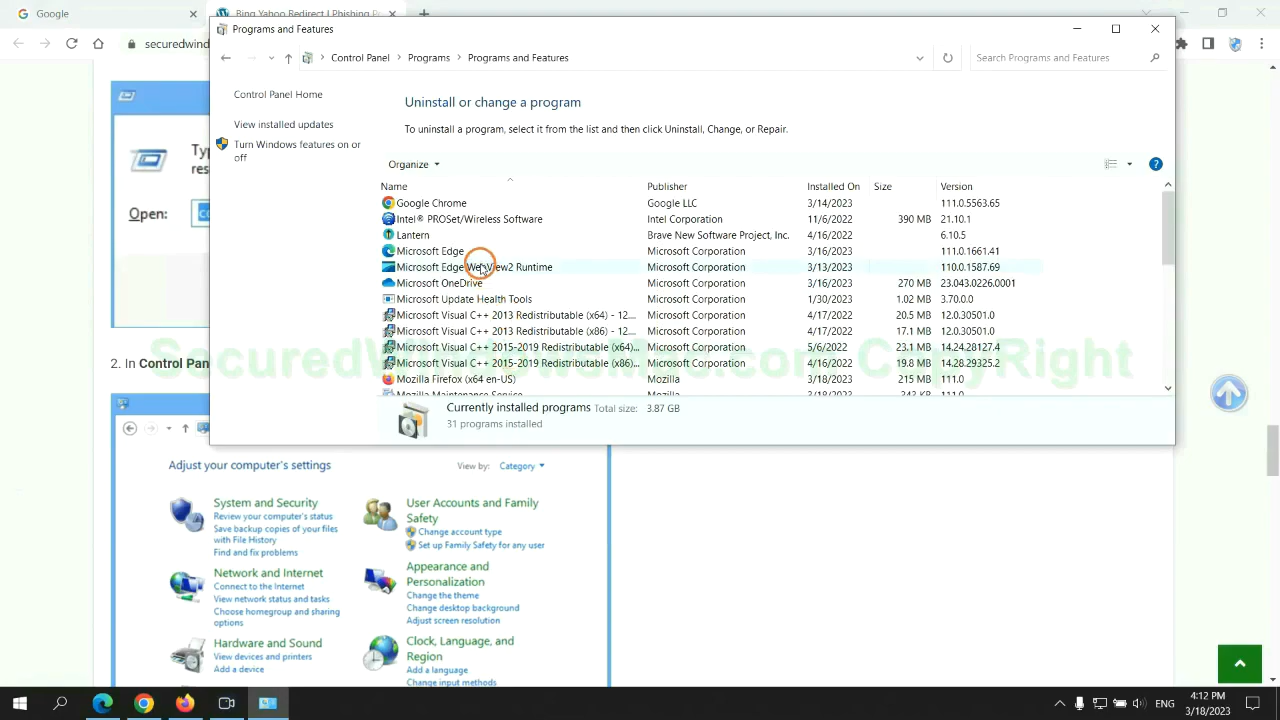 Google
Bing Yahoo Redirect | Phishing P
securedwind
Programs and Features
Control Panel > Programs > Programs and Features
Search Programs and Features
Control Panel Home
View installed updates
Turn Windows features on or
off
Uninstall or change a program
To uninstall a program, select it from the list and then click Uninstall, Change, or Repair.
Organize
Name Publisher Installed On Size Version
Google Chrome Google LLC 3/14/2023 111.0.5563.65
Intel® PROSet/Wireless Software Intel Corporation 11/6/2022 390 MB 21.10.1
Lantern Brave New Software Project, Inc. 4/16/2022 6.10.5
Microsoft Edge Microsoft Corporation 3/16/2023 111.0.1661.41
Microsoft Edge WebView2 Runtime Microsoft Corporation 3/13/2023 110.0.1587.69
Microsoft OneDrive Microsoft Corporation 3/16/2023 270 MB 23.043.0226.0001
Microsoft Update Health Tools Microsoft Corporation 1/30/2023 1.02 MB 3.70.0.0
Microsoft Visual C++ 2013 Redistributable (x64) - 12.... Microsoft Corporation 4/17/2022 20.5 MB 12.0.30501.0
Microsoft Visual C++ 2013 Redistributable (x86) - 12.... Microsoft Corporation 4/17/2022 17.1 MB 12.0.30501.0
Microsoft Visual C++ 2015-2019 Redistributable (x64)... Microsoft Corporation 5/6/2022 23.1 MB 14.24.28127.4
Microsoft Visual C++ 2015-2019 Redistributable (x86)... Microsoft Corporation 4/16/2022 19.8 MB 14.28.29325.2
Mozilla Firefox (x64 en-US) Mozilla 3/18/2023 215 MB 111.0
Mozilla Maintenance Service Mozilla 3/18/2023 343 KB 111.0
Currently installed programs Total size: 3.87 GB
31 programs installed
Ty
res
Open:
2. In Control Pan
Adjust your computer's settings
View by: Category
System and Security
Review your computer's status
Save backup copies of your files
with File History
Find and fix problems
Network and Internet
Connect to the Internet
View network status and tasks
Choose homegroup and sharing
options
Hardware and Sound
View devices and printers
Add a device
User Accounts and Family
Safety
Change account type
Set up Family Safety for any user
Appearance and
Personalization
Change the theme
Change desktop background
Adjust screen resolution
Clock, Language, and
Region
Add a language
Change input methods
ENG
4:12 PM
3/18/2023